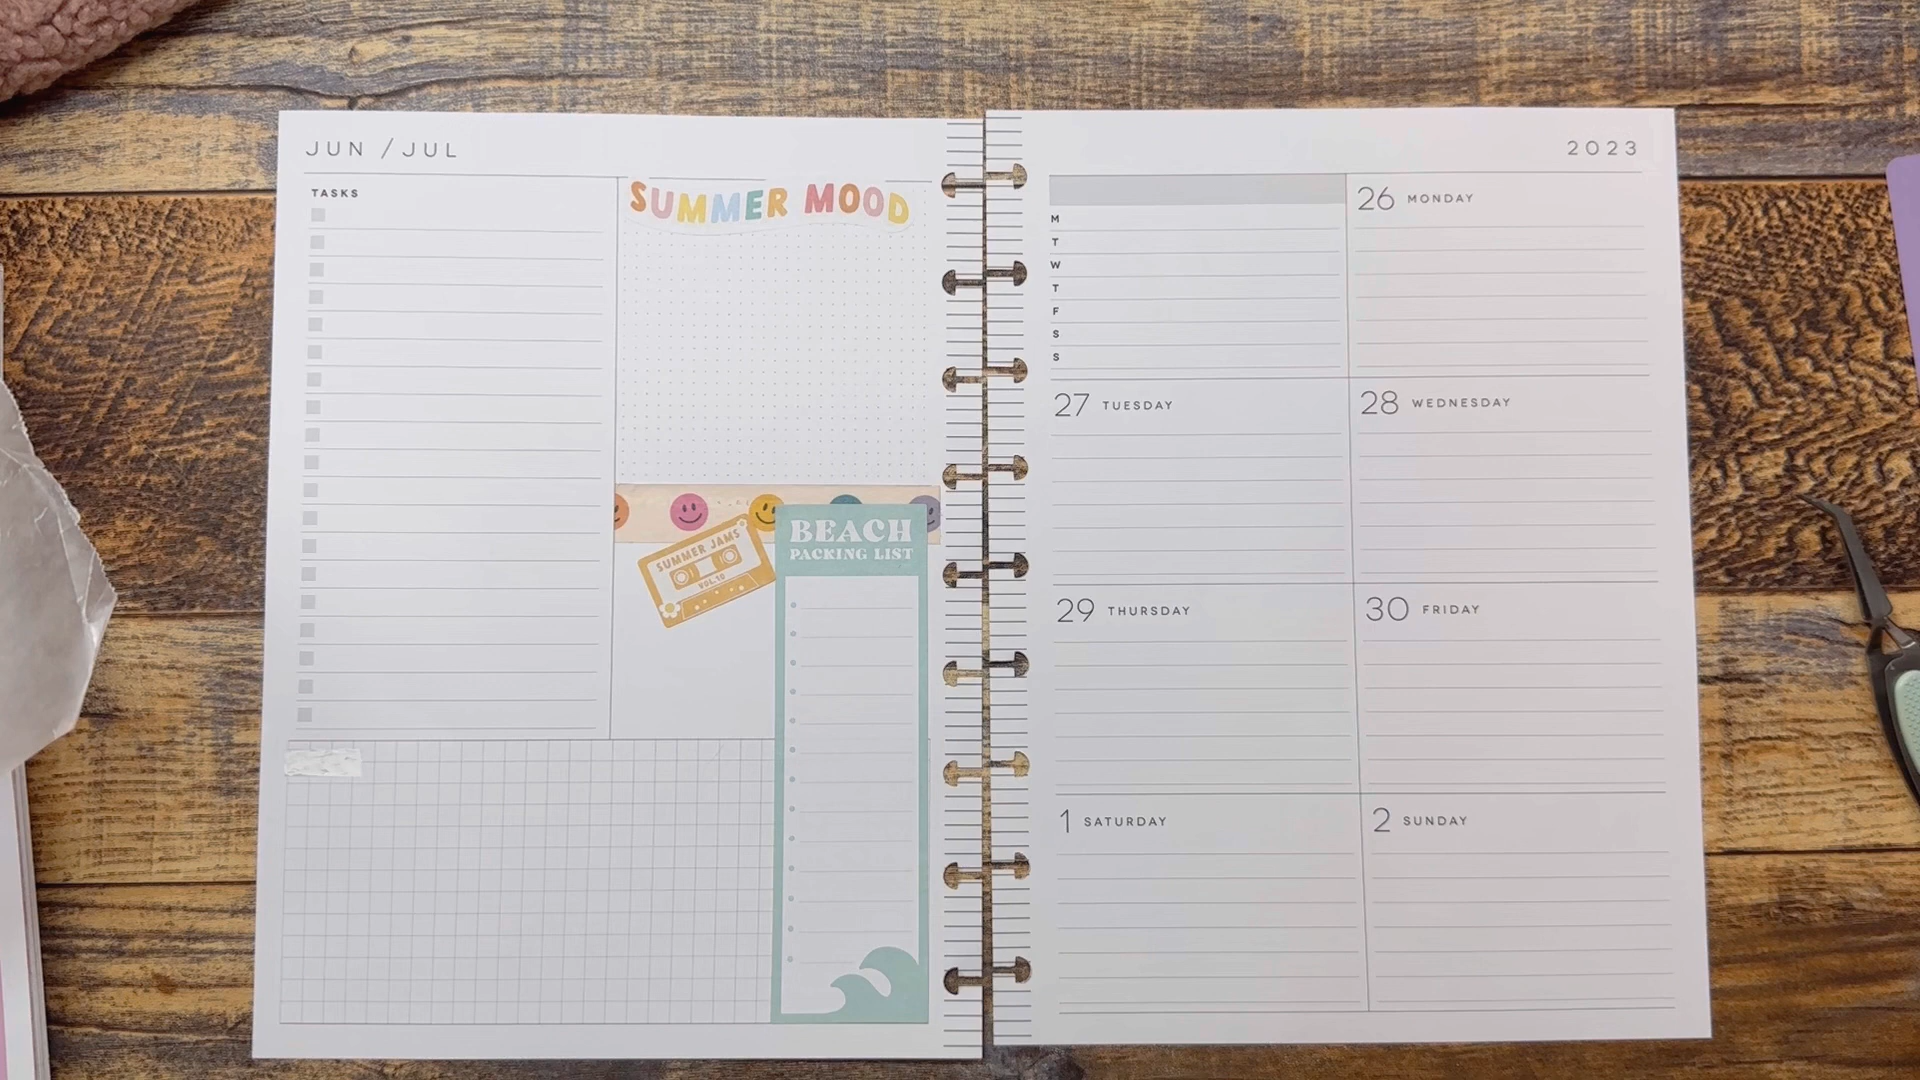 JUN / JUL
TASKS
SUMMER MOOD
SUMMER JAMS
VOL.10
BEACH
PACKING LIST
2023
M
T
W
T
F
S
S
26 MONDAY
27 TUESDAY
28 WEDNESDAY
29 THURSDAY
30 FRIDAY
1 SATURDAY
2 SUNDAY